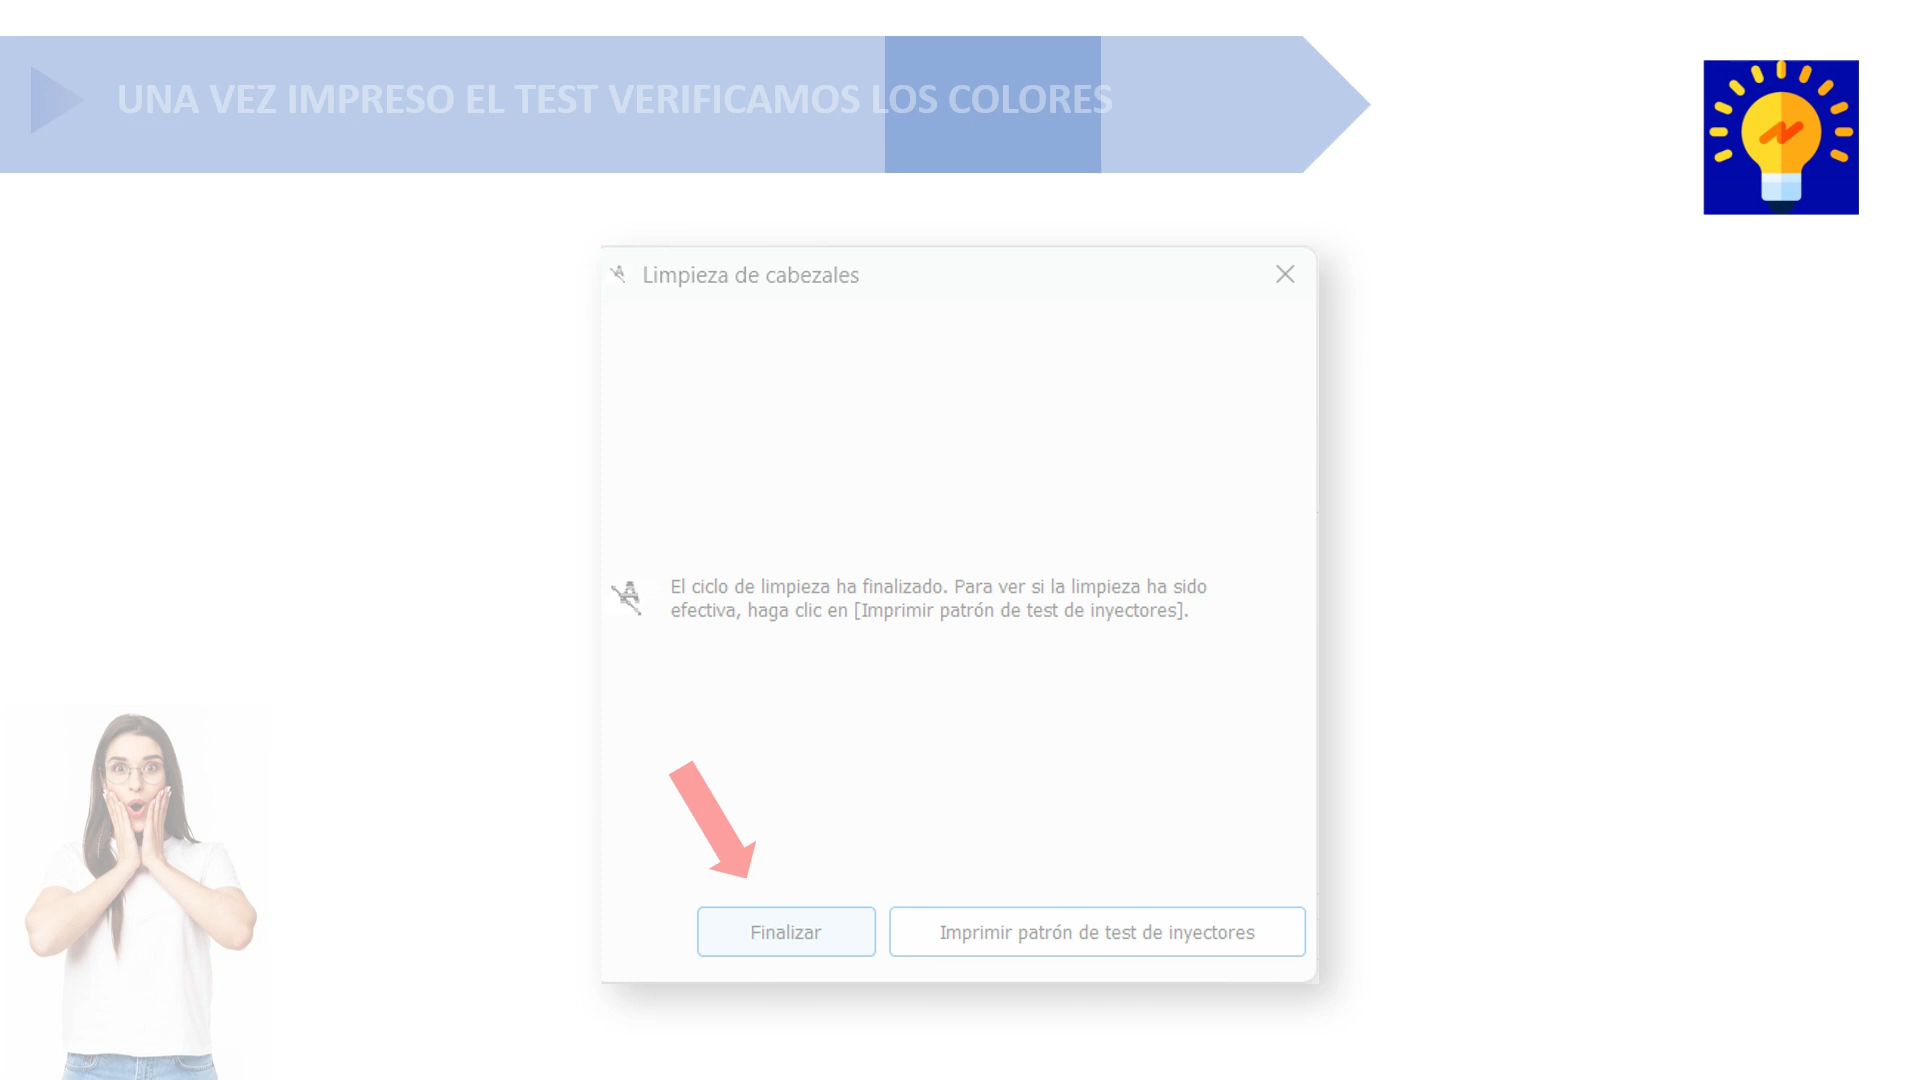 UNA VEZ IMPRESO EL TEST VERIFICAMOS LOS COLORES
Limpieza de cabezales
El ciclo de limpieza ha finalizado. Para ver si la limpieza ha sido
efectiva, haga clic en [Imprimir patrón de test de inyectores].
Finalizar
Imprimir patrón de test de inyectores